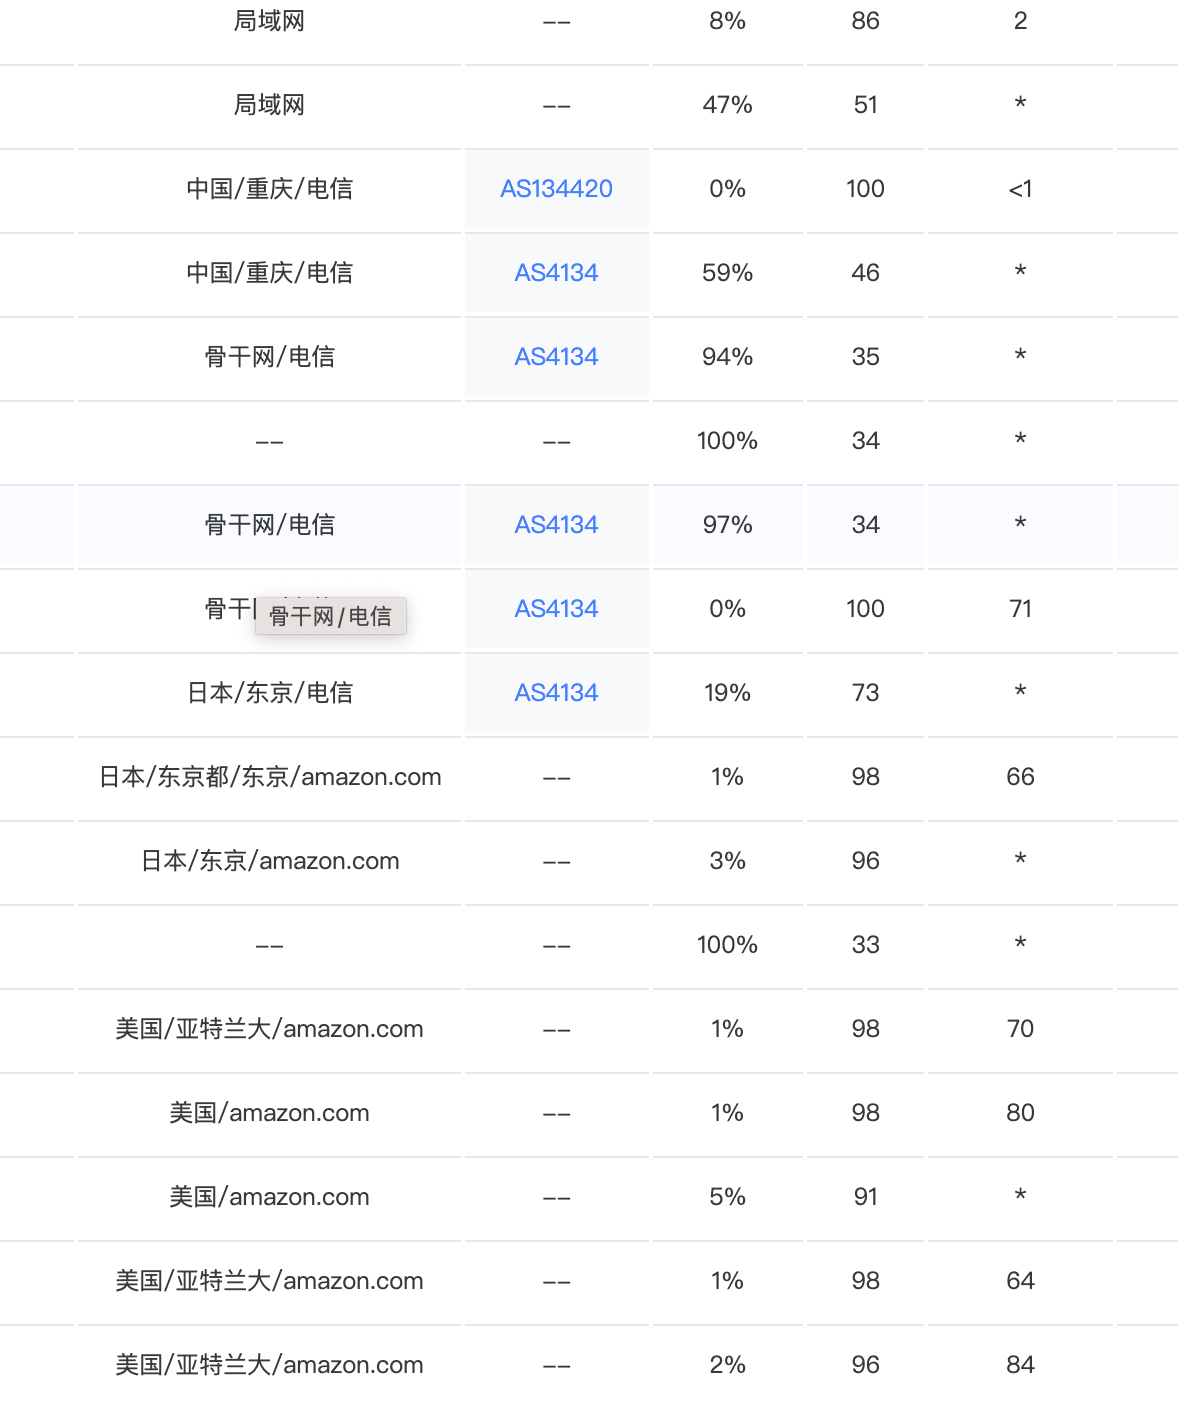 局域网 -- 8% 86 2
局域网 -- 47% 51 *
中国/重庆/电信 AS134420 0% 100 <1
中国/重庆/电信 AS4134 59% 46 *
骨干网/电信 AS4134 94% 35 *
-- -- 100% 34 *
骨干网/电信 AS4134 97% 34 *
骨干 AS4134 0% 100 71
骨干网/电信
日本/东京/电信 AS4134 19% 73 *
日本/东京都/东京/amazon.com -- 1% 98 66
日本/东京/amazon.com -- 3% 96 *
-- -- 100% 33 *
美国/亚特兰大/amazon.com -- 1% 98 70
美国/amazon.com -- 1% 98 80
美国/amazon.com -- 5% 91 *
美国/亚特兰大/amazon.com -- 1% 98 64
美国/亚特兰大/amazon.com -- 2% 96 84